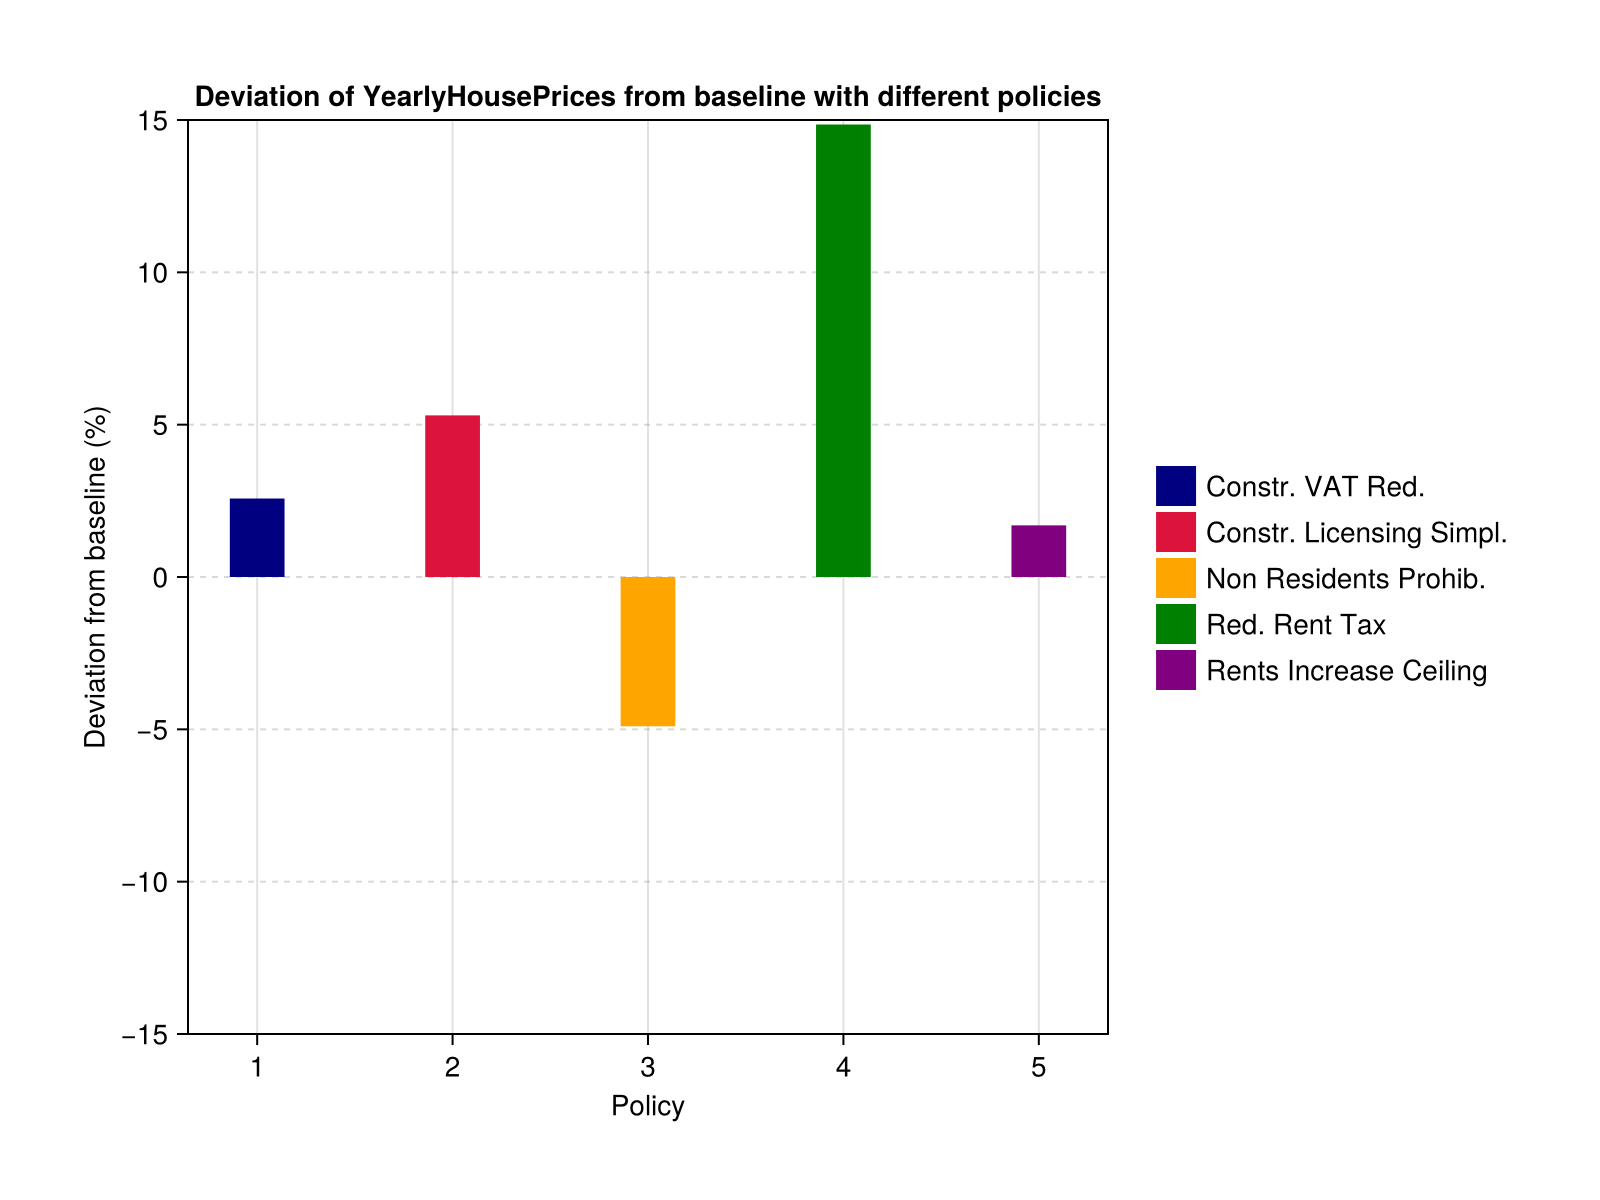 Deviation of YearlyHousePrices from baseline with different policies
15
10
5
0
−5
−10
−15
Deviation from baseline (%)
1 2 3 4 5
Policy
Constr. VAT Red.
Constr. Licensing Simpl.
Non Residents Prohib.
Red. Rent Tax
Rents Increase Ceiling